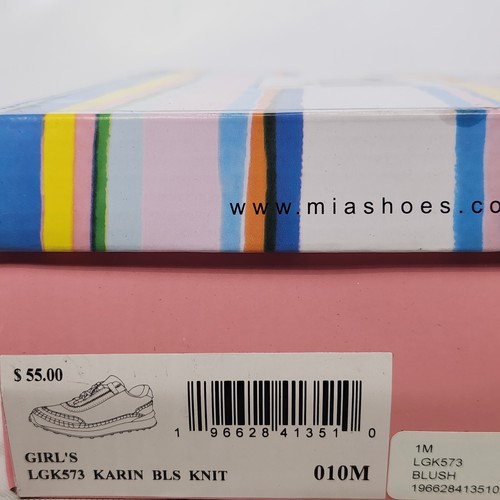 www.miashoes.co
$ 55.00
1 96628 41351 0
GIRL'S
LGK573 KARIN BLS KNIT 010M
1M
LGK573
BLUSH
196628413510